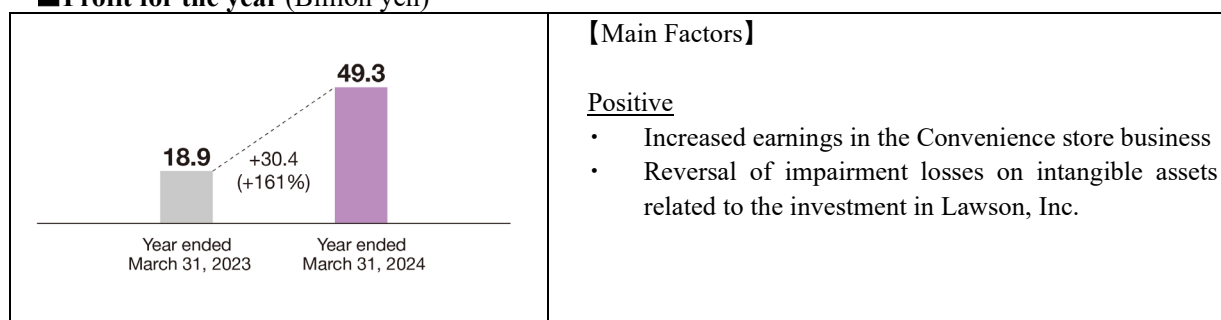 ■Profit for the year (Billion yen)
49.3
18.9
+30.4
(+161%)
Year ended
March 31, 2023
Year ended
March 31, 2024
【Main Factors】
Positive
・ Increased earnings in the Convenience store business
・ Reversal of impairment losses on intangible assets
related to the investment in Lawson, Inc.